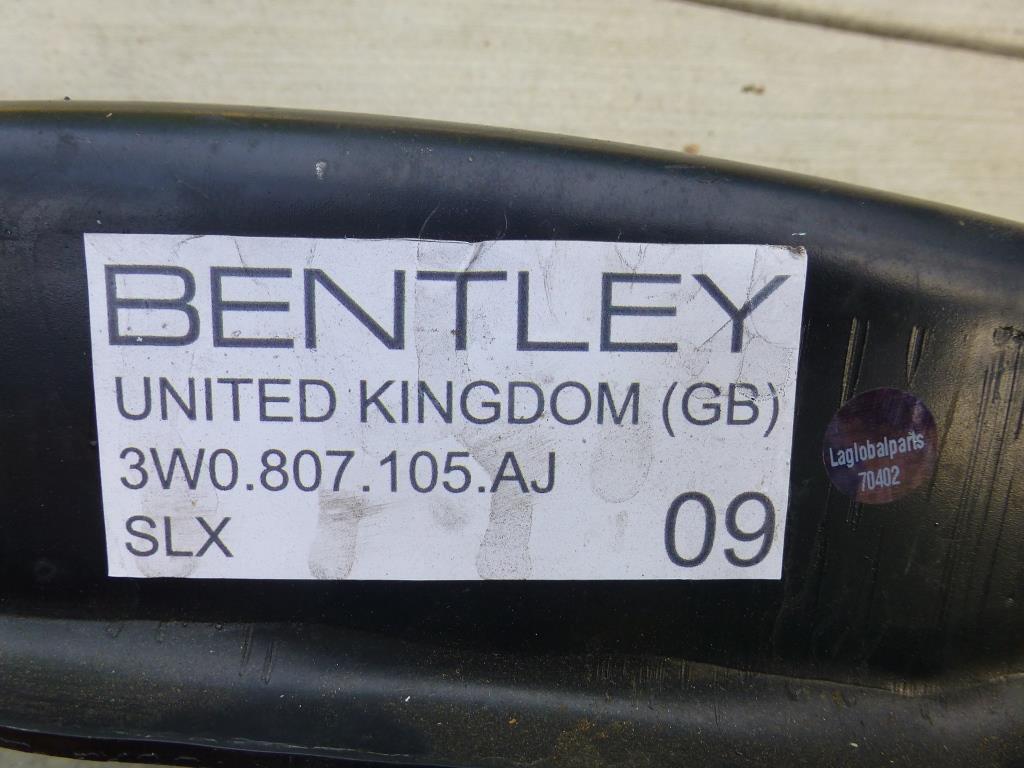 BENTLEY
UNITED KINGDOM (GB)
3W0.807.105.AJ
SLX
09
Laglobalparts
70402